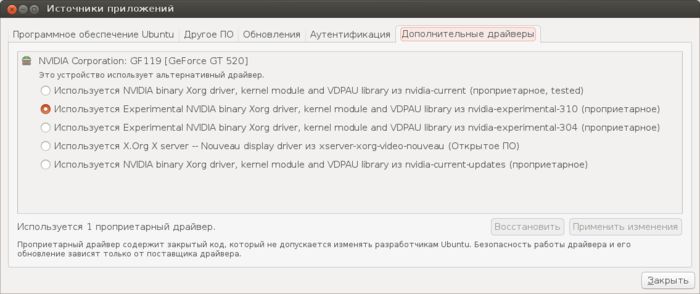 Источники приложений
Программное обеспечение Ubuntu Другое ПО Обновления Аутентификация Дополнительные драйверы
NVIDIA Corporation: GF119 [GeForce GT 520]
Это устройство использует альтернативный драйвер.
Используется NVIDIA binary Xorg driver, kernel module and VDPAU library из nvidia-current (проприетарное, tested)
Используется Experimental NVIDIA binary Xorg driver, kernel module and VDPAU library из nvidia-experimental-310 (проприетарное)
Используется Experimental NVIDIA binary Xorg driver, kernel module and VDPAU library из nvidia-experimental-304 (проприетарное)
Используется X.Org X server -- Nouveau display driver из xserver-xorg-video-nouveau (Открытое ПО)
Используется NVIDIA binary Xorg driver, kernel module and VDPAU library из nvidia-current-updates (проприетарное)
Используется 1 проприетарный драйвер. Восстановить Применить изменения
Проприетарный драйвер содержит закрытый код, который не допускается изменять разработчикам Ubuntu. Безопасность работы драйвера и его
обновление зависят только от поставщика драйвера.
Закрыть